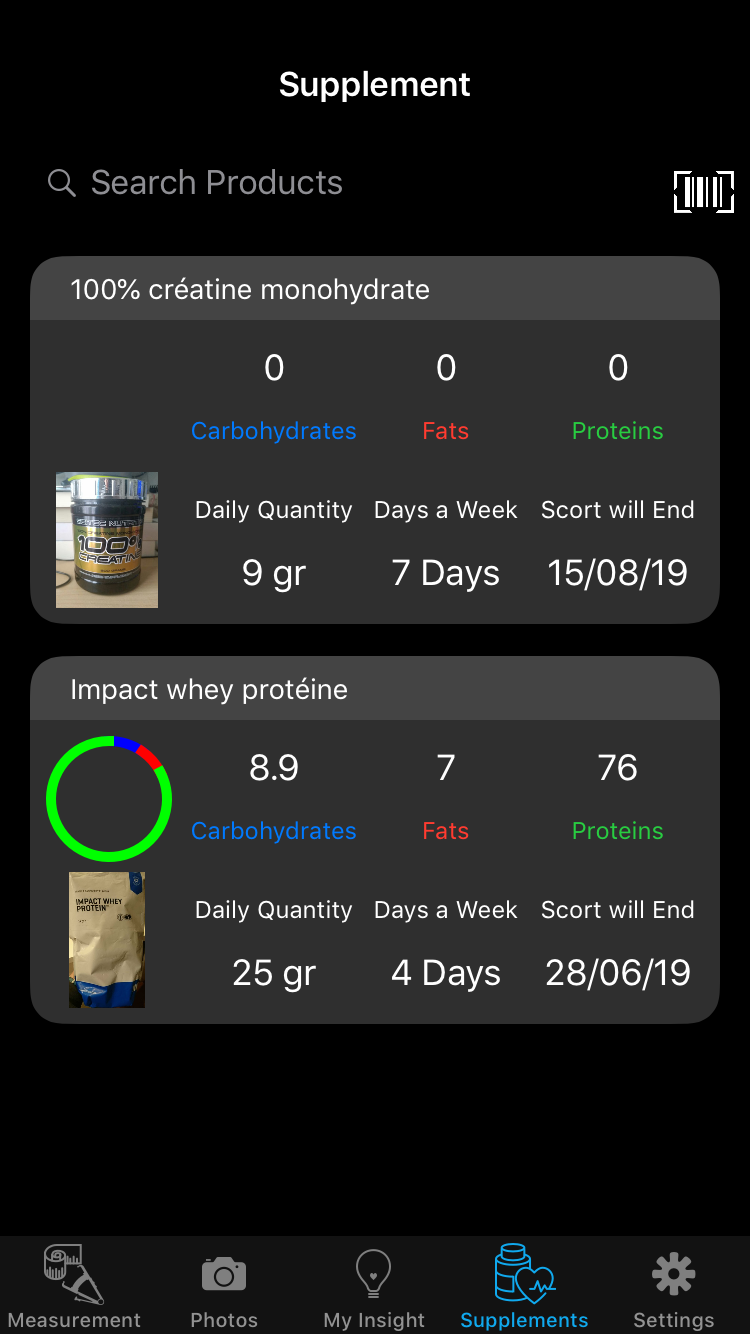 Supplement
Search Products
100% créatine monohydrate
0 0 0
Carbohydrates Fats Proteins
Daily Quantity Days a Week Scort will End
9 gr 7 Days 15/08/19
100%
CREATINE
Impact whey protéine
8.9 7 76
Carbohydrates Fats Proteins
IMPACT WHEY
PROTEIN
Daily Quantity Days a Week Scort will End
25 gr 4 Days 28/06/19
Measurement Photos My Insight Supplements Settings